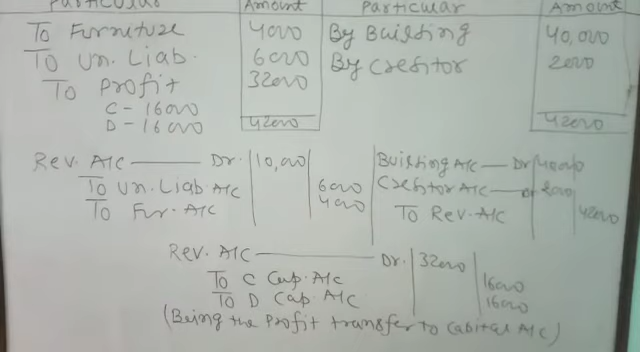 Particular Amount Particular Amount
To Furniture 4000 By Building 40,000
To Un. Liab. 6000 By Creditor 2000
To Profit 32000
C - 16000
D - 16000 42000 42000
Rev. A/C Dr. 10,000
To Un. Liab. A/C 6000
To Fur. A/C 4000
Building A/C Dr 40000
Creditor A/C Dr 2000
To Rev. A/C 42000
Rev. A/C Dr. 32000
To C Cap. A/C 16000
To D Cap. A/C 16000
(Being the Profit transfer to Capital A/C)